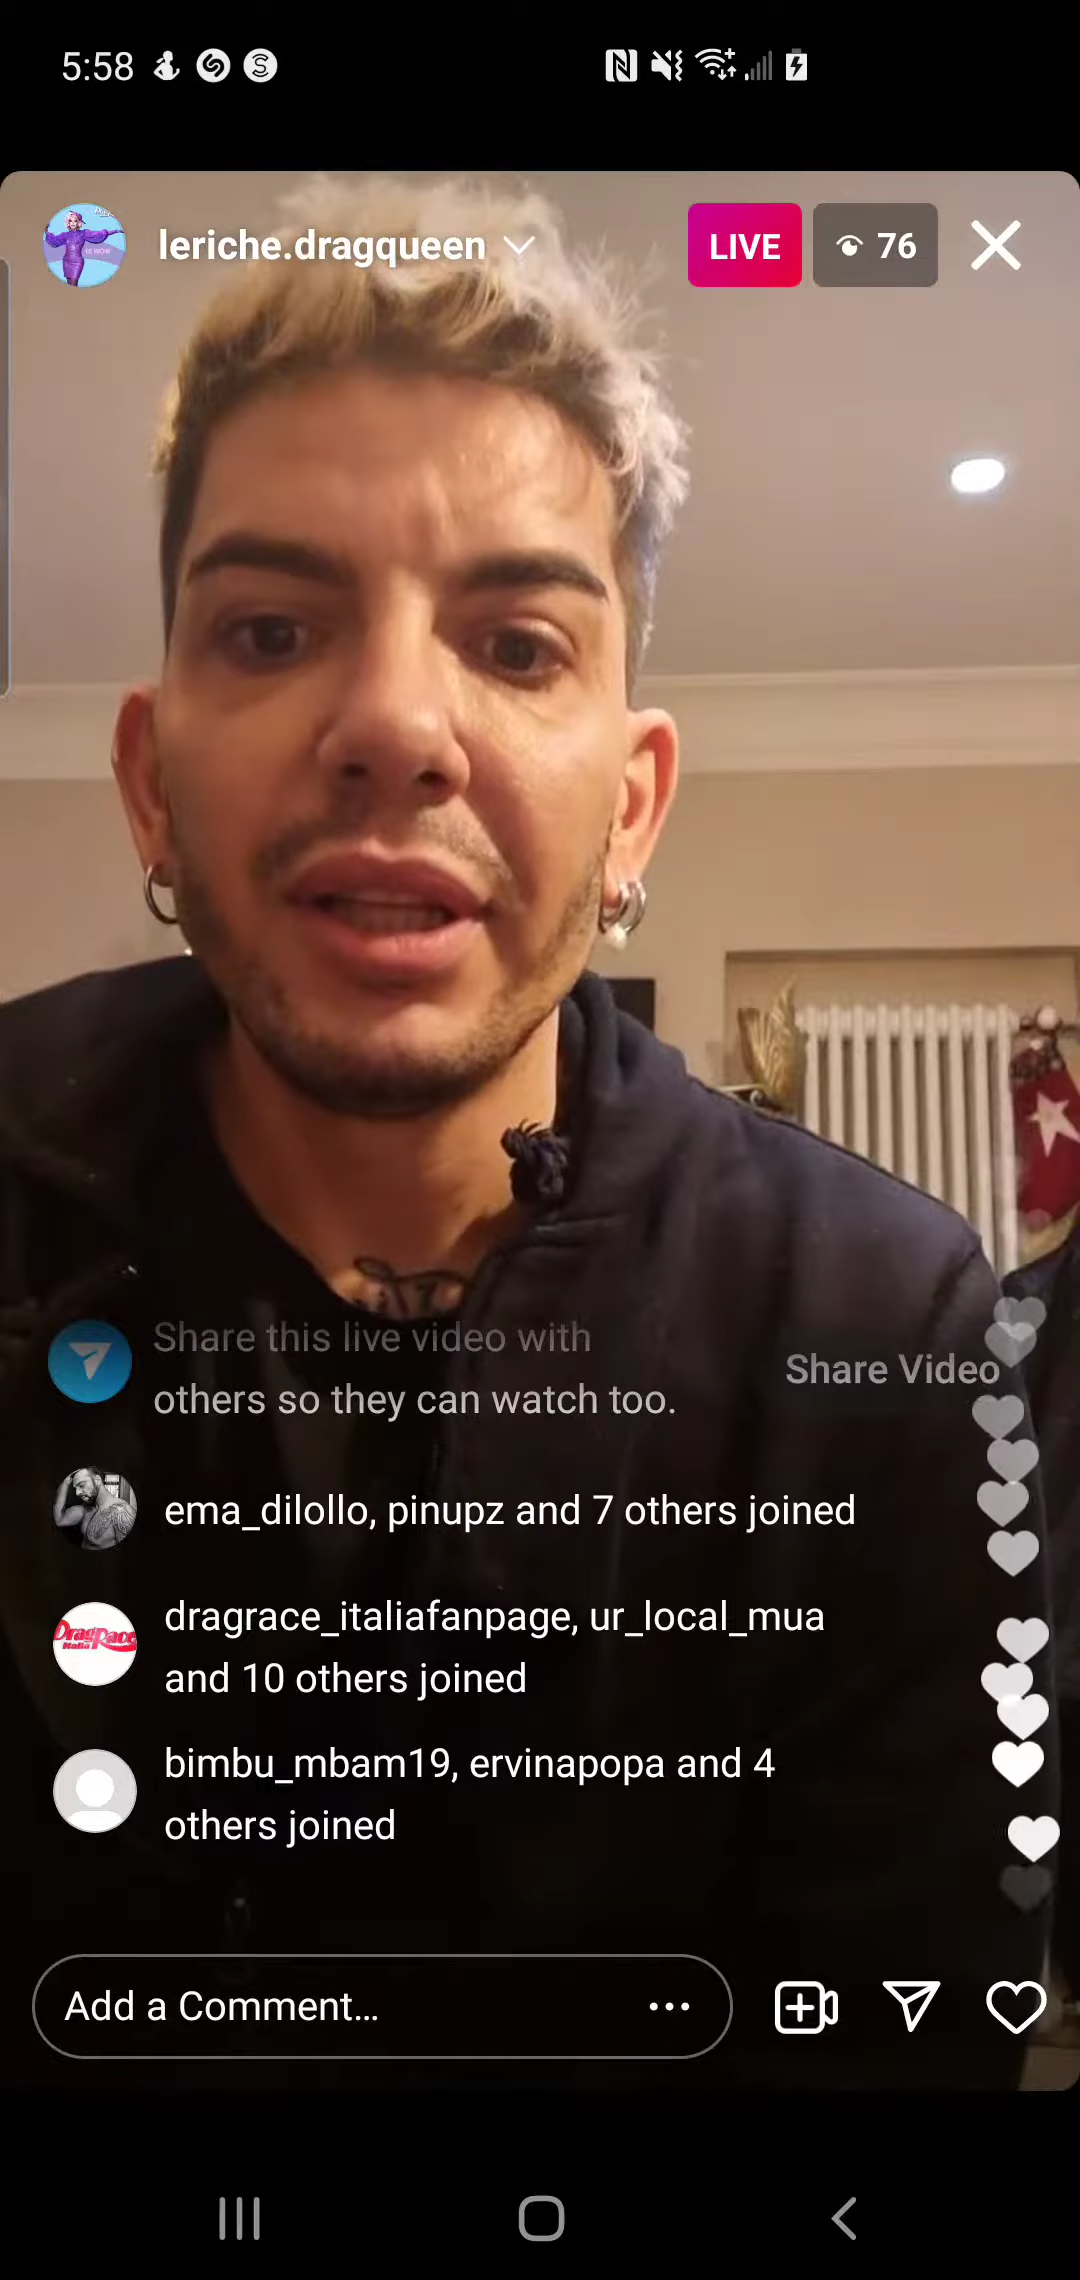 5:58
leriche.dragqueen
LIVE
76
Share this live video with
others so they can watch too.
Share Video
ema_dilollo, pinupz and 7 others joined
DragRace
Italia
dragrace_italiafanpage, ur_local_mua
and 10 others joined
bimbu_mbam19, ervinapopa and 4
others joined
Add a Comment...